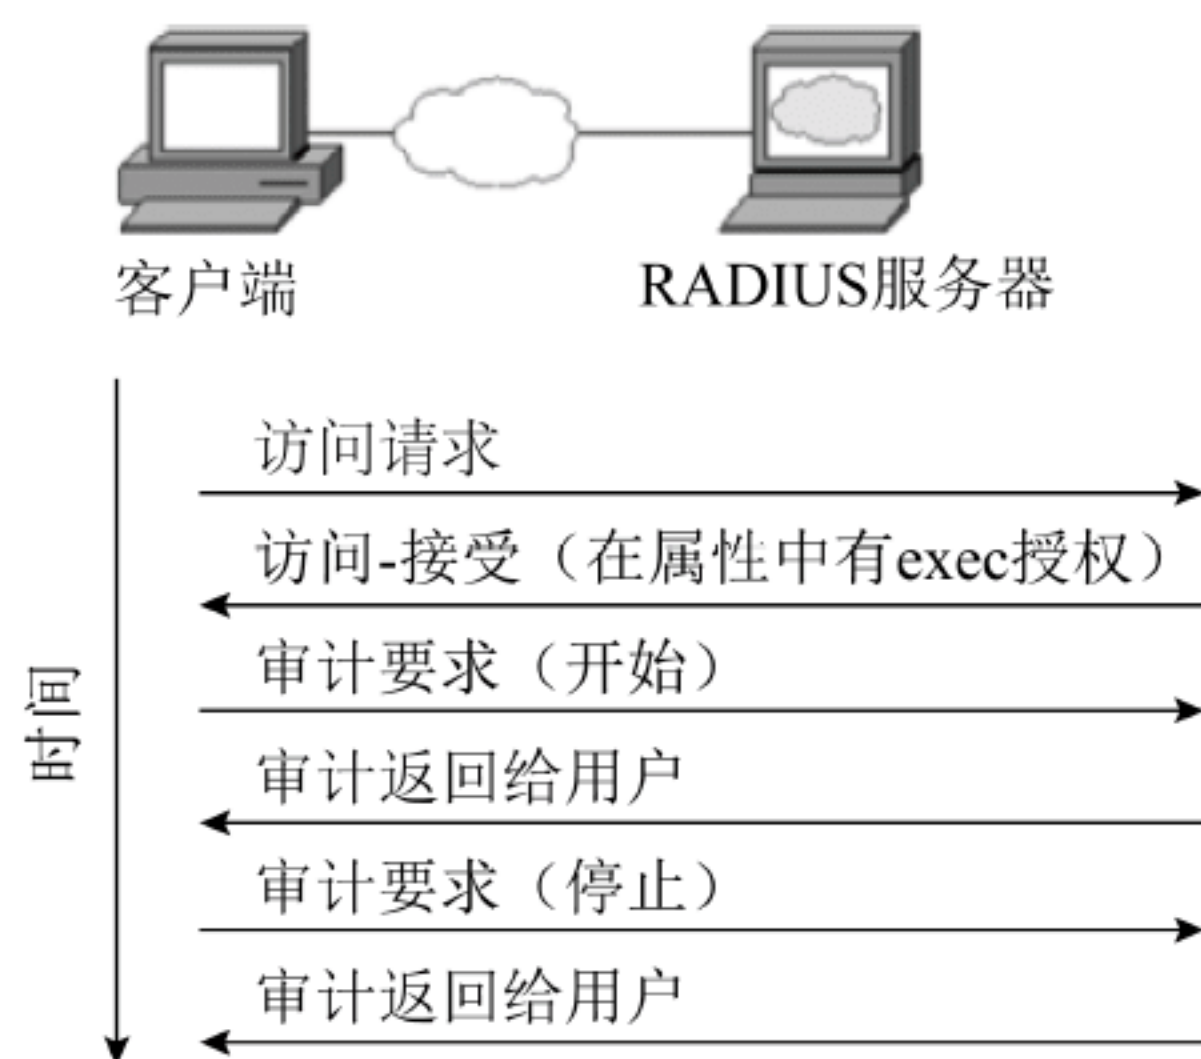 客户端
RADIUS服务器
访问请求
访问-接受（在属性中有exec授权）
审计要求（开始）
审计返回给用户
审计要求（停止）
审计返回给用户
时间